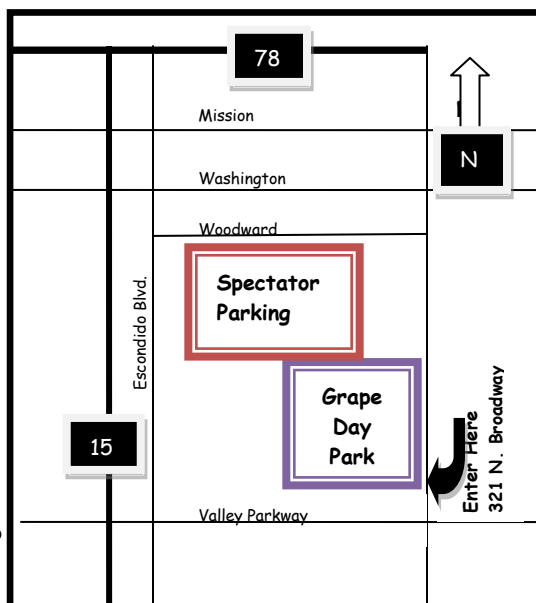 78
Mission
N
Washington
Woodward
Spectator
Parking
Escondido Blvd.
Grape
Day
Park
15
Enter Here
321 N. Broadway
Valley Parkway